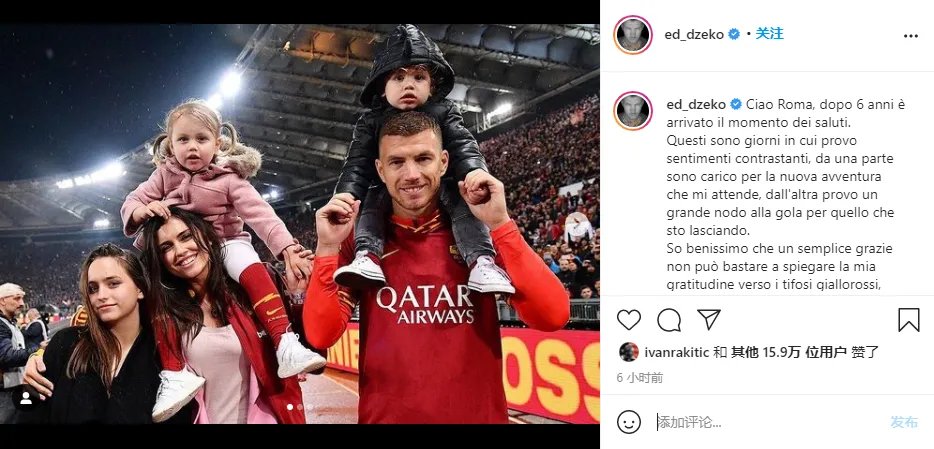 ed_dzeko • 关注
ed_dzeko Ciao Roma, dopo 6 anni è
arrivato il momento dei saluti.
Questi sono giorni in cui provo
sentimenti contrastanti, da una parte
sono carico per la nuova avventura
che mi attende, dall'altra provo un
grande nodo alla gola per quello che
sto lasciando.
So benissimo che un semplice grazie
non può bastare a spiegare la mia
gratitudine verso i tifosi giallorossi,
QATAR
AIRWAYS
OSS
ivanrakitic 和 其他 15.9万 位用户 赞了
6 小时前
添加评论...
发布